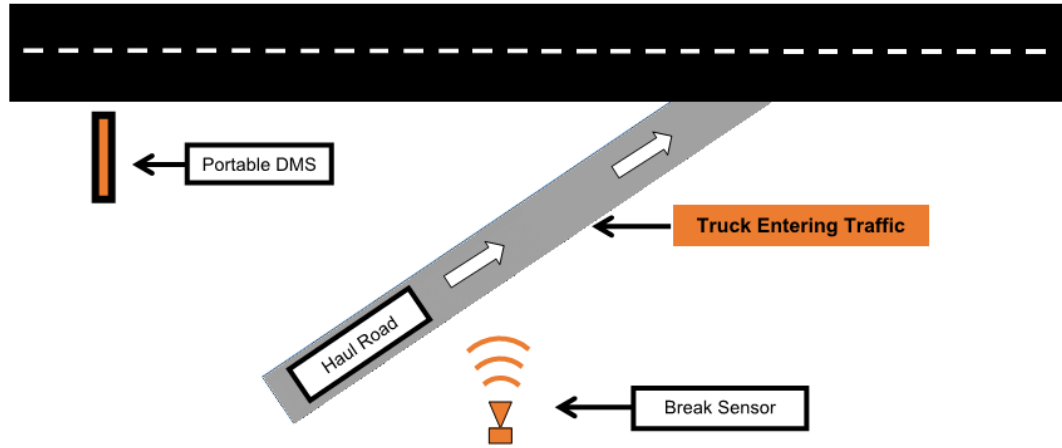 Portable DMS
Truck Entering Traffic
Haul Road
Break Sensor